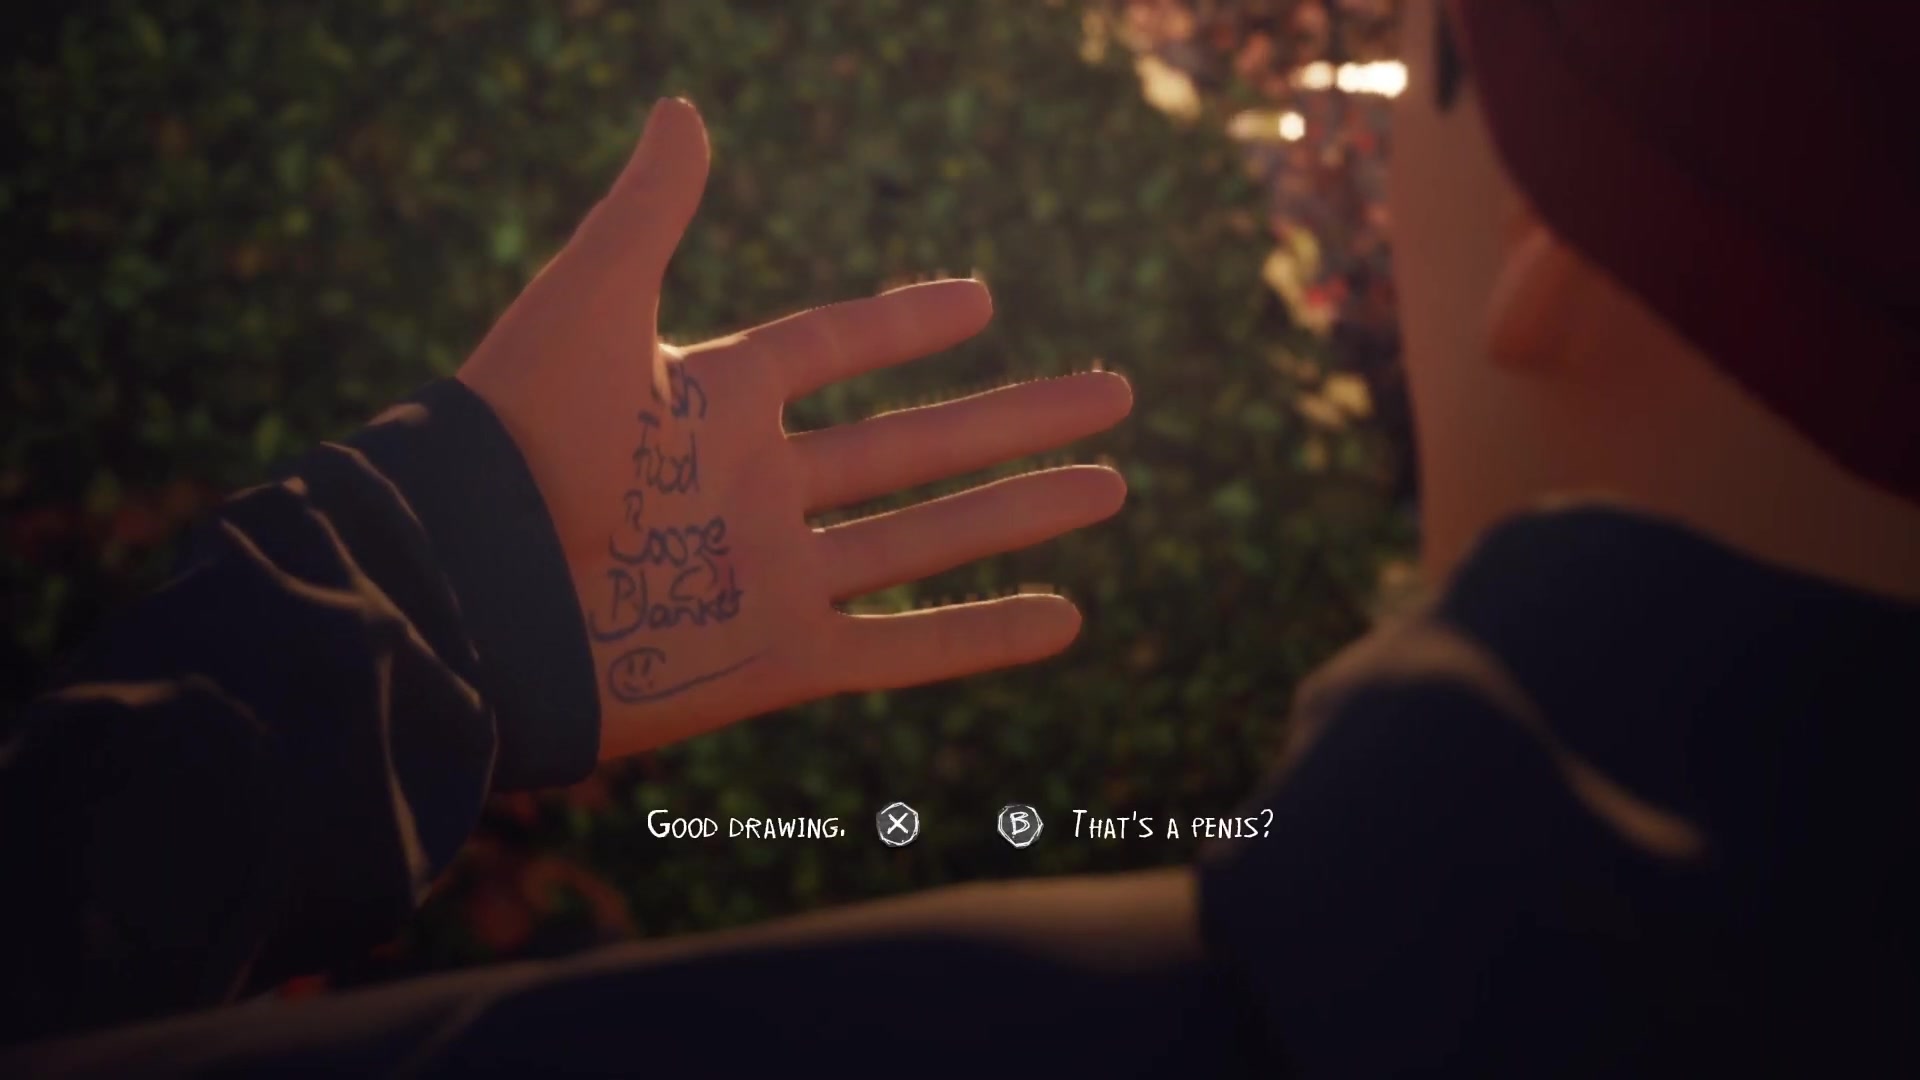 Food
Booze
Blanket
GOOD DRAWING. X
B THAT'S A PENIS?